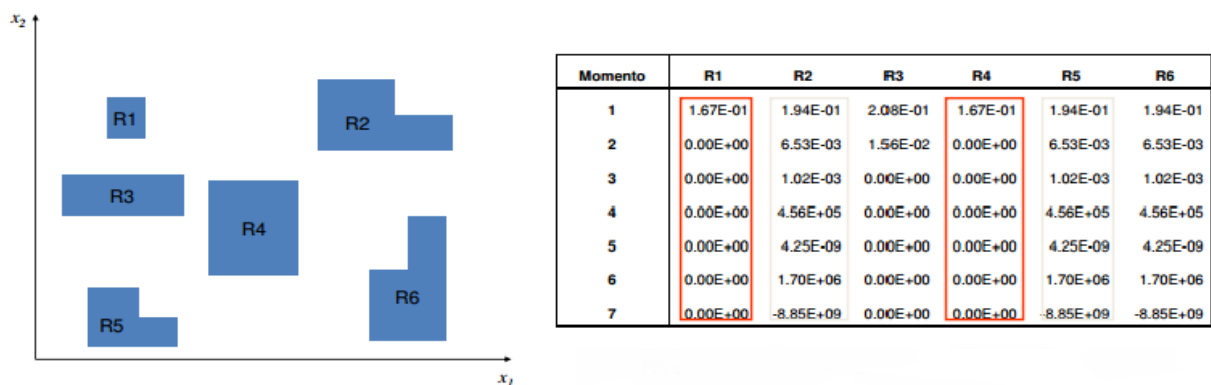 x2
R1
R2
R3
R4
R5
R6
x1
Momento R1 R2 R3 R4 R5 R6
1 1.67E-01 1.94E-01 2.08E-01 1.67E-01 1.94E-01 1.94E-01
2 0.00E+00 6.53E-03 1.56E-02 0.00E+00 6.53E-03 6.53E-03
3 0.00E+00 1.02E-03 0.00E+00 0.00E+00 1.02E-03 1.02E-03
4 0.00E+00 4.56E+05 0.00E+00 0.00E+00 4.56E+05 4.56E+05
5 0.00E+00 4.25E-09 0.00E+00 0.00E+00 4.25E-09 4.25E-09
6 0.00E+00 1.70E+06 0.00E+00 0.00E+00 1.70E+06 1.70E+06
7 0.00E+00 -8.85E+09 0.00E+00 0.00E+00 -8.85E+09 -8.85E+09